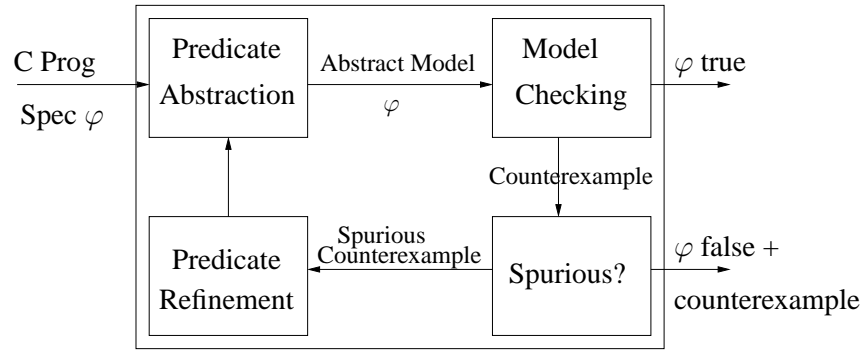 C Prog
Spec φ
Predicate
Abstraction
Abstract Model
φ
Model
Checking
φ true
Counterexample
Predicate
Refinement
Spurious
Counterexample
Spurious?
φ false +
counterexample